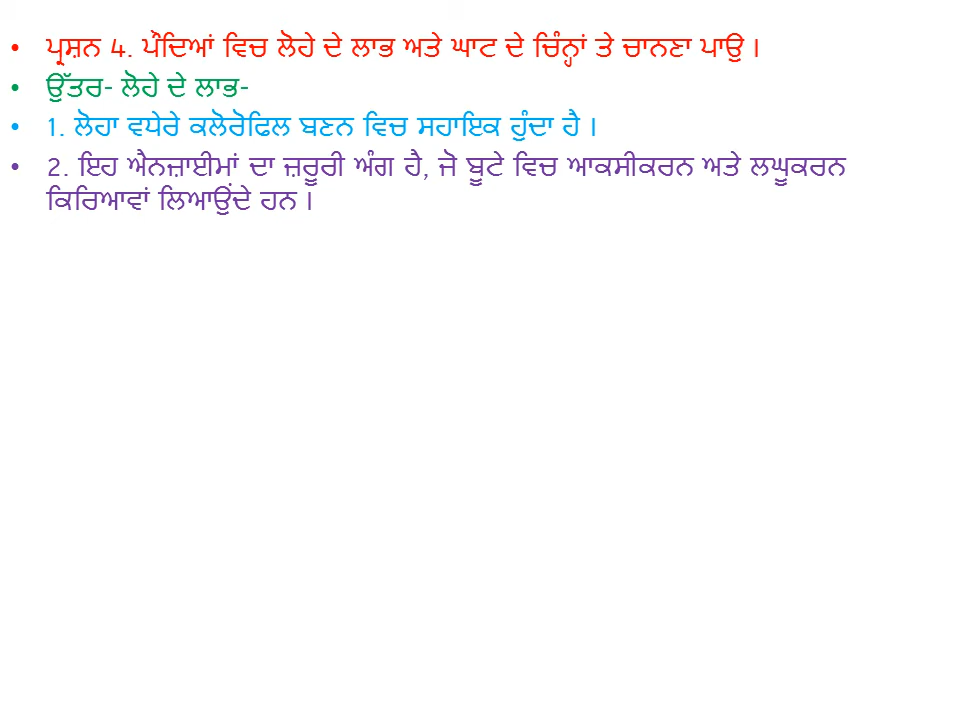 • ਪ੍ਰਸ਼ਨ 4. ਪੌਦਿਆਂ ਵਿਚ ਲੋਹੇ ਦੇ ਲਾਭ ਅਤੇ ਘਾਟ ਦੇ ਚਿੰਨ੍ਹਾਂ ਤੇ ਚਾਨਣਾ ਪਾਉ ।
• ਉੱਤਰ- ਲੋਹੇ ਦੇ ਲਾਭ-
• 1. ਲੋਹਾ ਵਧੇਰੇ ਕਲੋਰੋਫਿਲ ਬਣਨ ਵਿਚ ਸਹਾਇਕ ਹੁੰਦਾ ਹੈ ।
• 2. ਇਹ ਐਨਜ਼ਾਈਮਾਂ ਦਾ ਜ਼ਰੂਰੀ ਅੰਗ ਹੈ, ਜੋ ਬੂਟੇ ਵਿਚ ਆਕਸੀਕਰਨ ਅਤੇ ਲਘੂਕਰਨ
ਕਿਰਿਆਵਾਂ ਲਿਆਉਂਦੇ ਹਨ ।